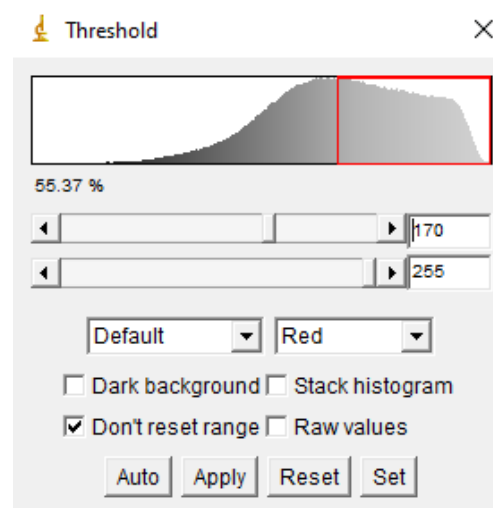 Threshold
55.37 %
170
255
Default Red
Dark background Stack histogram
Don't reset range Raw values
Auto Apply Reset Set